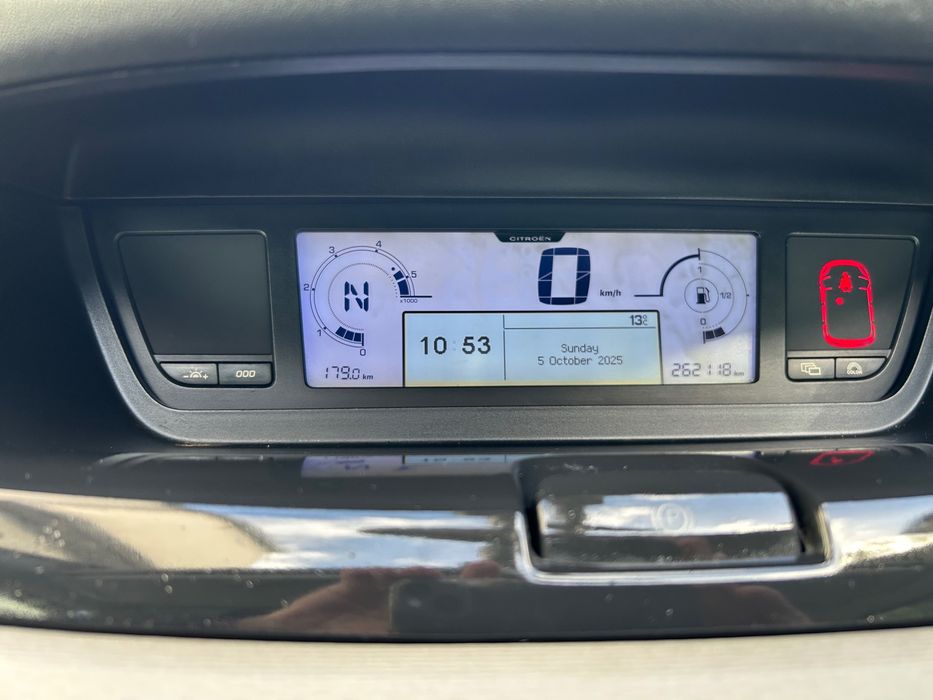 CITROËN
3
4
2
5
x1000
1
0
N
0
km/h
1
1/2
0
13°C
10:53
Sunday
5 October 2025
179.0 km
262118 km
000
COLOR
P